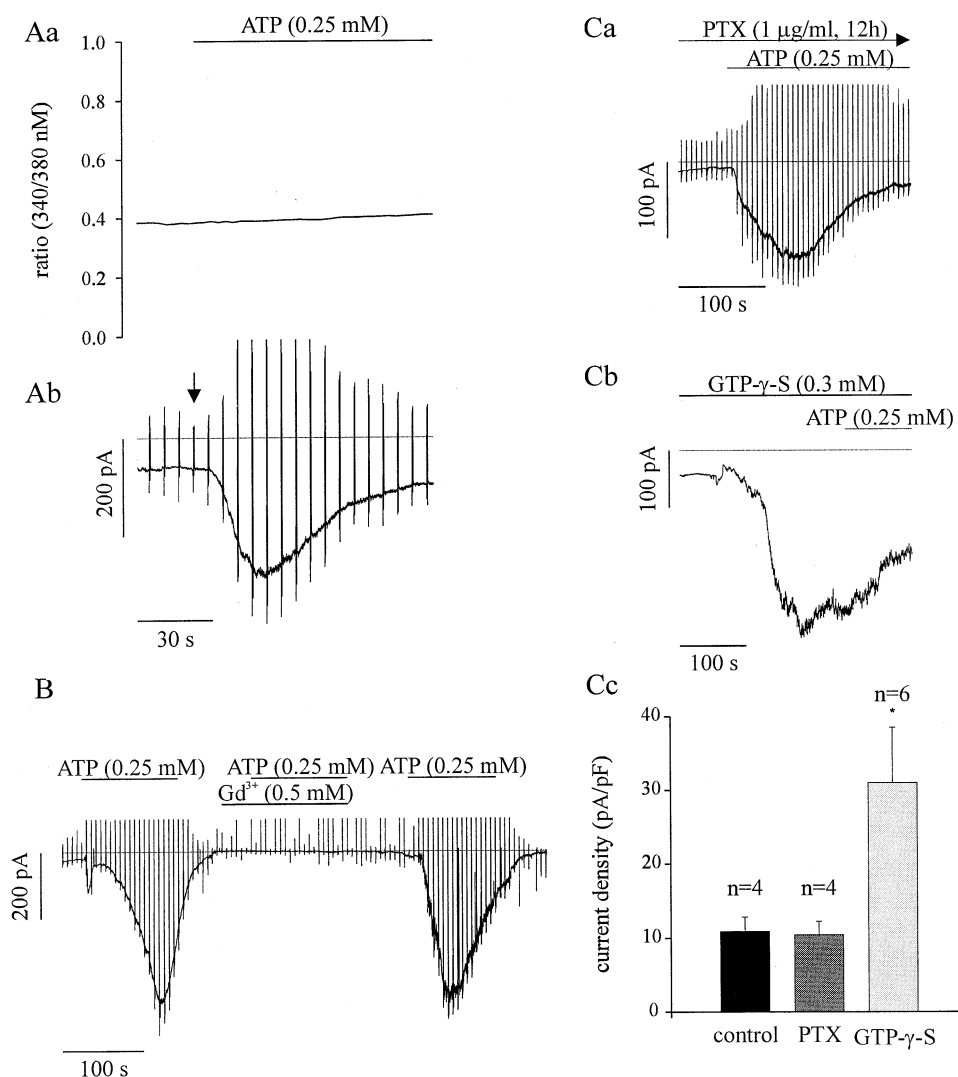 Aa
ATP (0.25 mM)
1.0
0.8
0.6
0.4
0.2
0.0
ratio (340/380 nM)
Ab
200 pA
30 s
B
ATP (0.25 mM)
ATP (0.25 mM)
ATP (0.25 mM)
Gd³⁺ (0.5 mM)
200 pA
100 s
Ca
PTX (1 µg/ml, 12h)
ATP (0.25 mM)
100 pA
100 s
Cb
GTP-γ-S (0.3 mM)
ATP (0.25 mM)
100 pA
100 s
Cc
40
30
20
10
0
current density (pA/pF)
n=4
n=4
n=6
*
control
PTX
GTP-γ-S